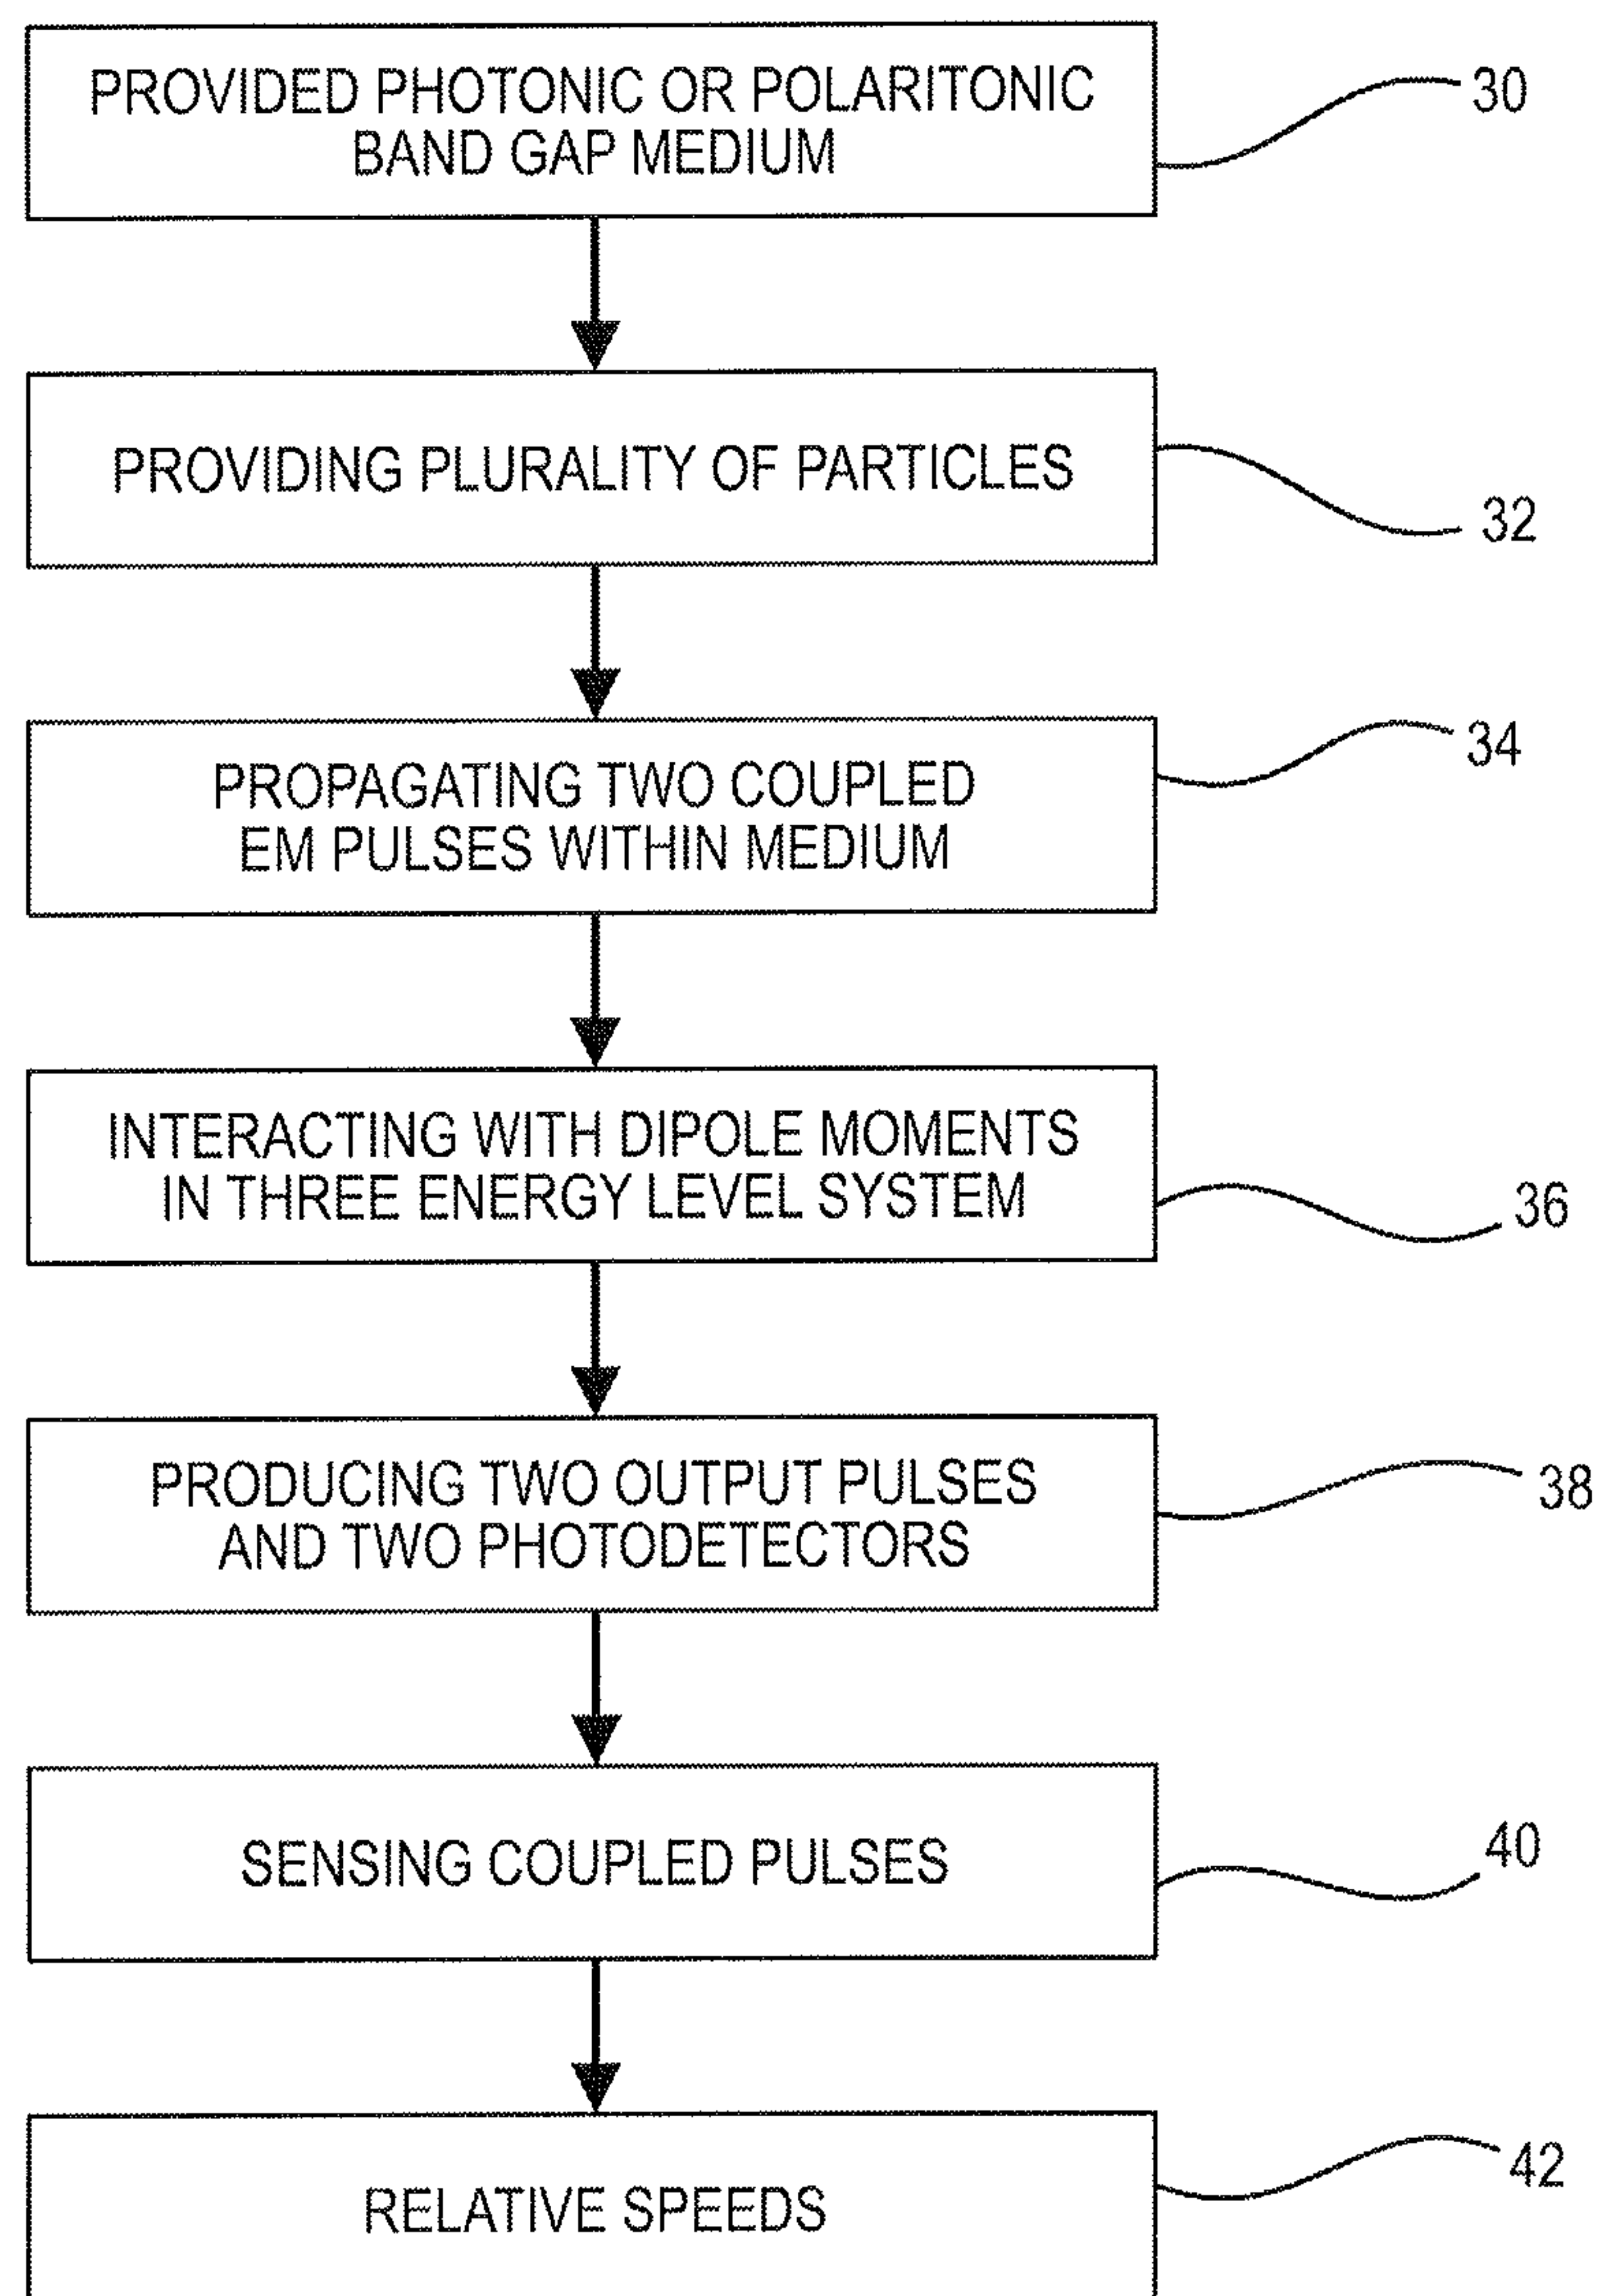 PROVIDED PHOTONIC OR POLARITONIC
BAND GAP MEDIUM
30
PROVIDING PLURALITY OF PARTICLES
32
PROPAGATING TWO COUPLED
EM PULSES WITHIN MEDIUM
34
INTERACTING WITH DIPOLE MOMENTS
IN THREE ENERGY LEVEL SYSTEM
36
PRODUCING TWO OUTPUT PULSES
AND TWO PHOTODETECTORS
38
SENSING COUPLED PULSES
40
RELATIVE SPEEDS
42